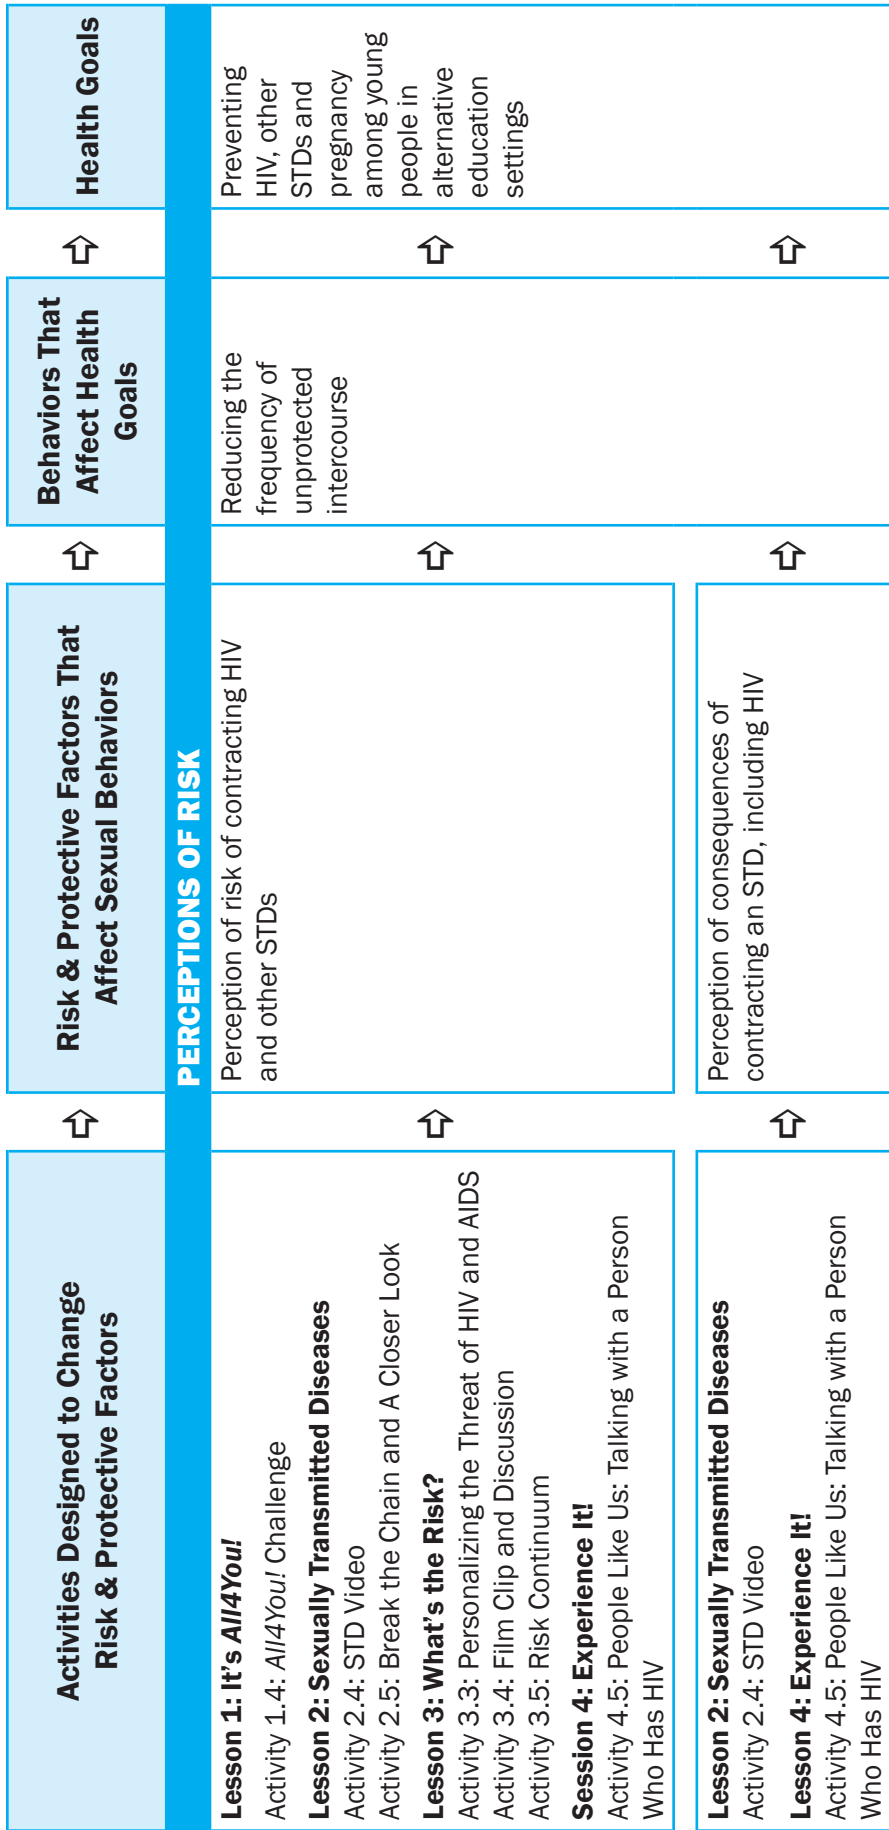 Activities Designed to Change
Risk & Protective Factors
⇨
Risk & Protective Factors That
Affect Sexual Behaviors
⇨
Behaviors That
Affect Health
Goals
⇨
Health Goals
PERCEPTIONS OF RISK
Lesson 1: It's All4You!
Activity 1.4: All4You! Challenge
Lesson 2: Sexually Transmitted Diseases
Activity 2.4: STD Video
Activity 2.5: Break the Chain and A Closer Look
Lesson 3: What's the Risk?
Activity 3.3: Personalizing the Threat of HIV and AIDS
Activity 3.4: Film Clip and Discussion
Activity 3.5: Risk Continuum
Session 4: Experience It!
Activity 4.5: People Like Us: Talking with a Person
Who Has HIV
⇨
Perception of risk of contracting HIV
and other STDs
⇨
Reducing the
frequency of
unprotected
intercourse
⇨
Preventing
HIV, other
STDs and
pregnancy
among young
people in
alternative
education
settings
Lesson 2: Sexually Transmitted Diseases
Activity 2.4: STD Video
Lesson 4: Experience It!
Activity 4.5: People Like Us: Talking with a Person
Who Has HIV
⇨
Perception of consequences of
contracting an STD, including HIV
⇨
⇨